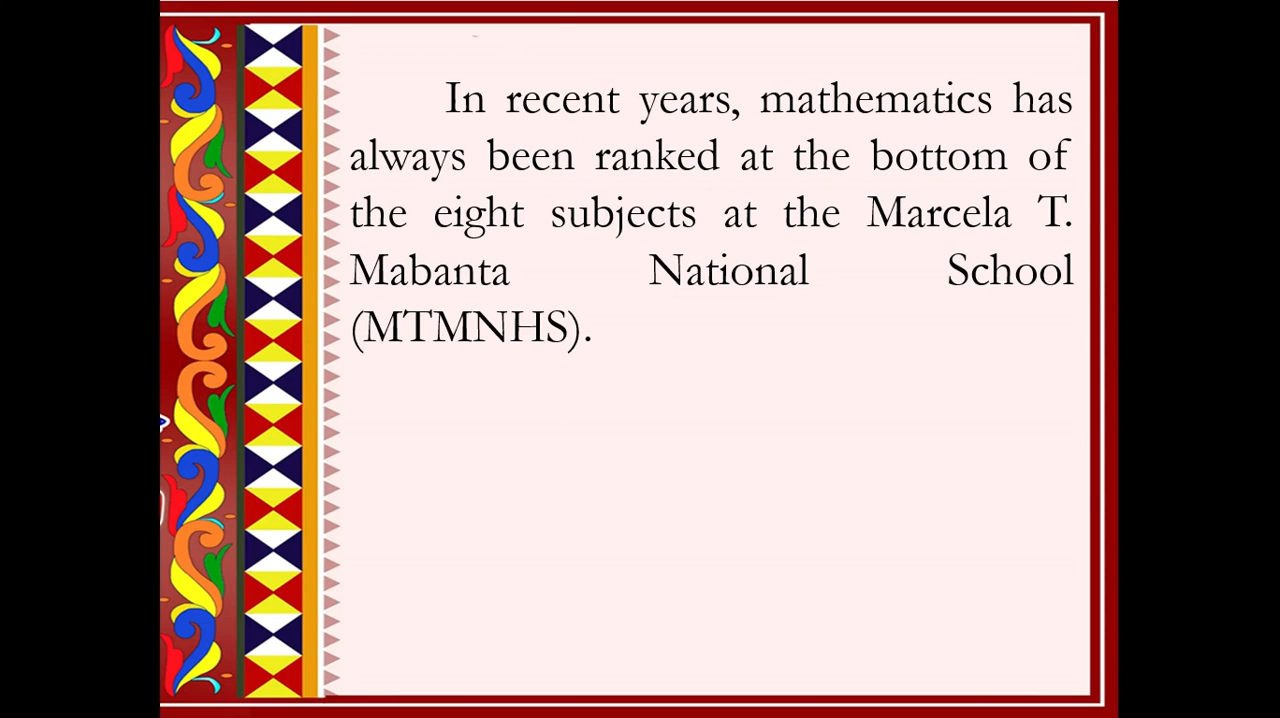 In recent years, mathematics has
always been ranked at the bottom of
the eight subjects at the Marcela T.
Mabanta National School
(MTMNHS).